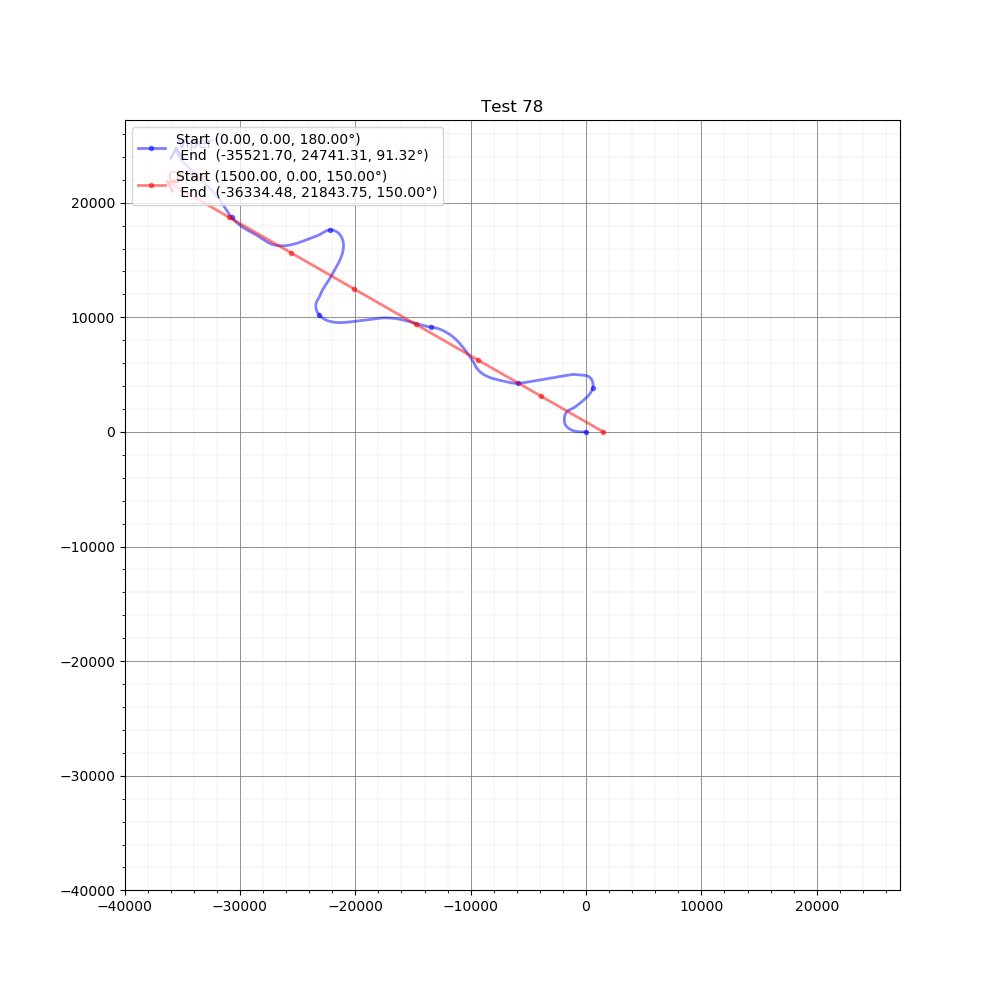 Test 78
Start (0.00, 0.00, 180.00°)
End (-35521.70, 24741.31, 91.32°)
Start (1500.00, 0.00, 150.00°)
End (-36334.48, 21843.75, 150.00°)
20000
10000
0
−10000
−20000
−30000
−40000
−40000 −30000 −20000 −10000 0 10000 20000